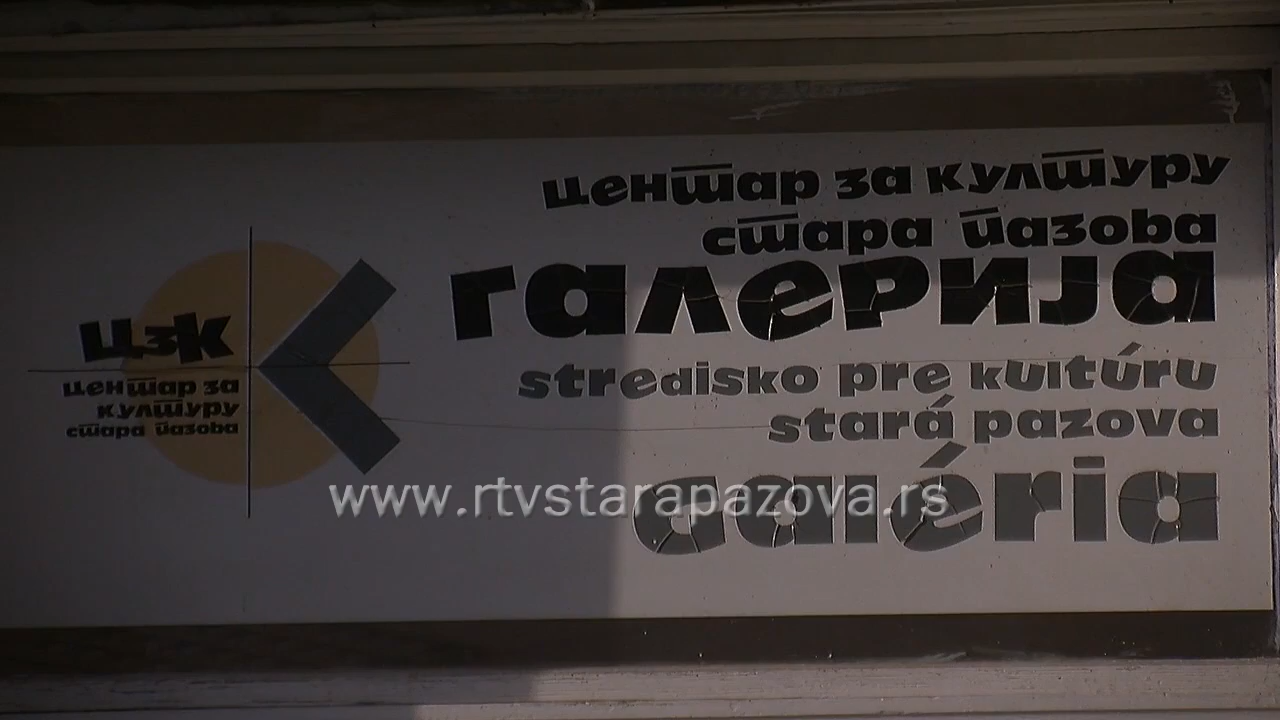 цзк
центар за
културу
стара пазова
центар за културу
стара пазова
галерија
stredisko pre kultúru
stará pazova
galéria
www.rtvstarapazova.rs